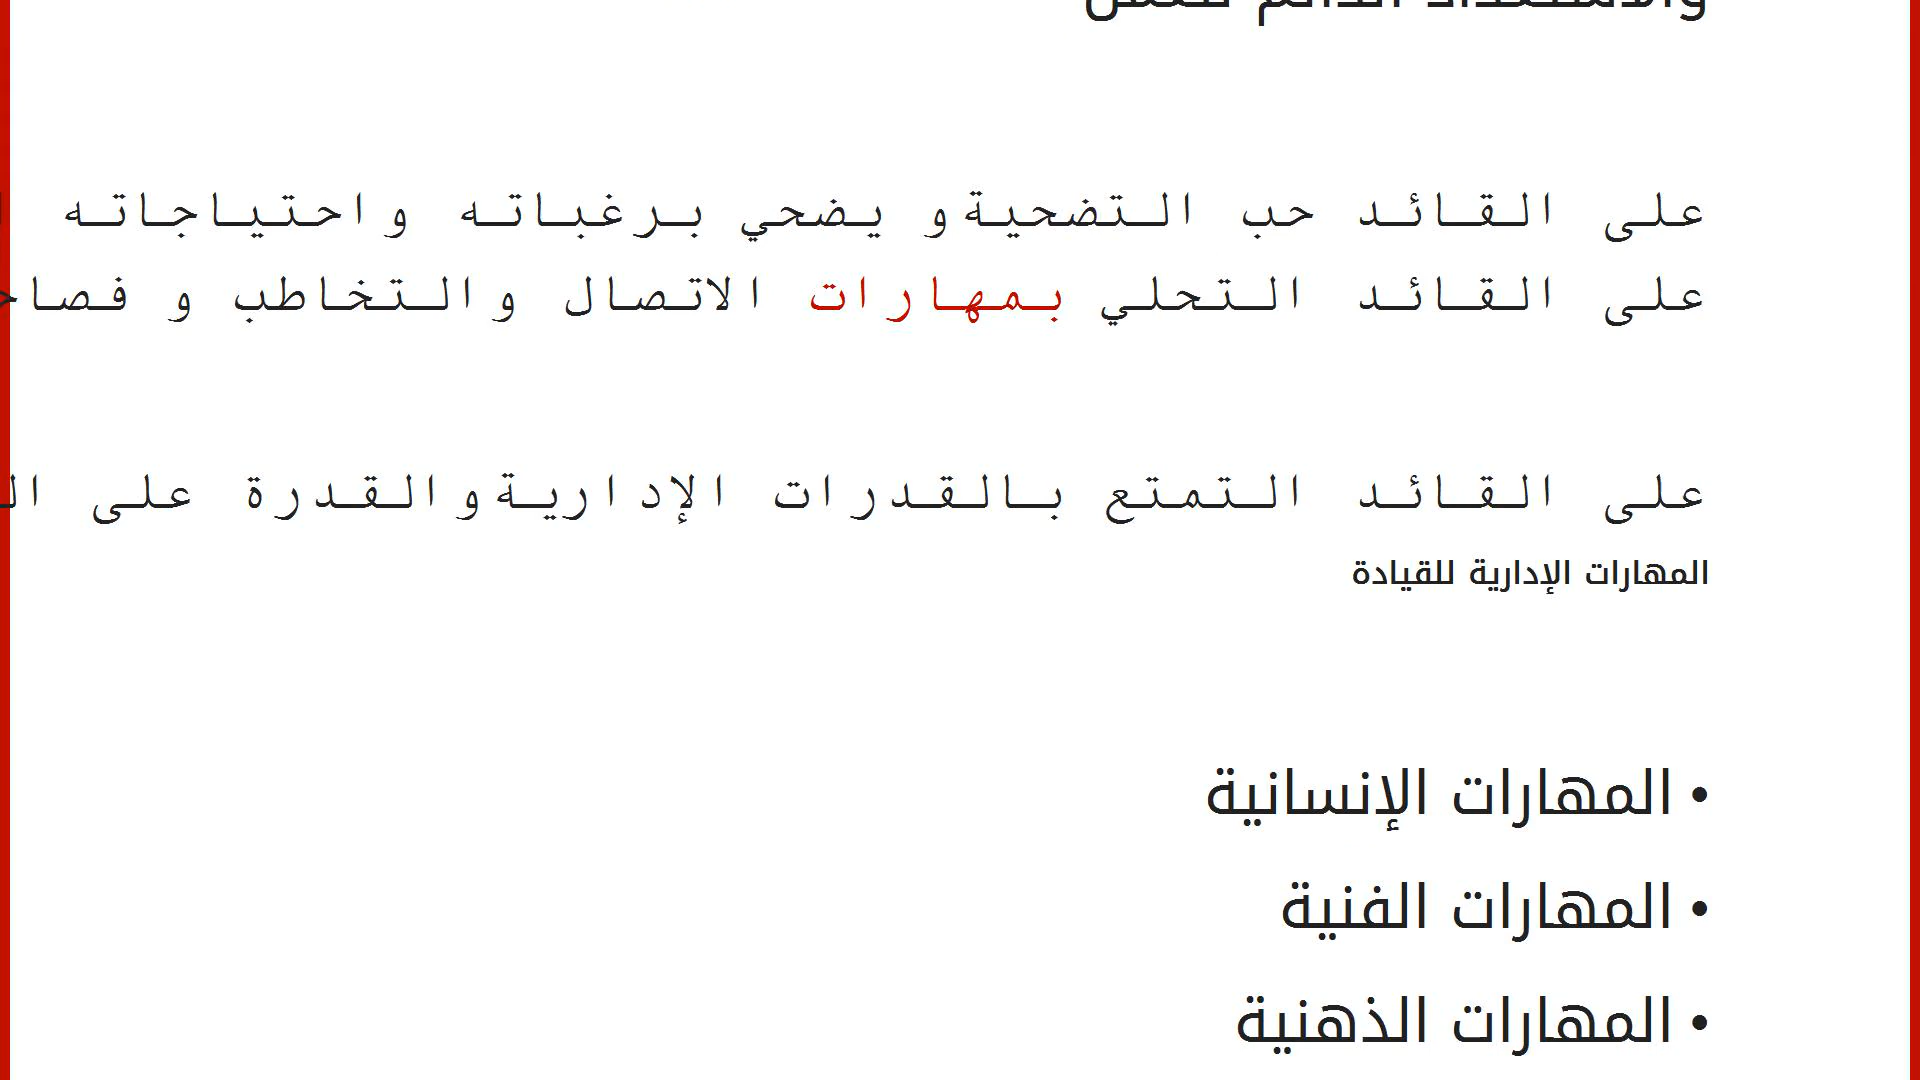 على القائد حب التضحية و يضحي برغباته واحتياجاته
على القائد التحلي بمهارات الاتصال والتخاطب و
على القائد التمتع بالقدرات الإدارية والقدرة على
المهارات الإدارية للقيادة
• المهارات الإنسانية
• المهارات الفنية
• المهارات الذهنية